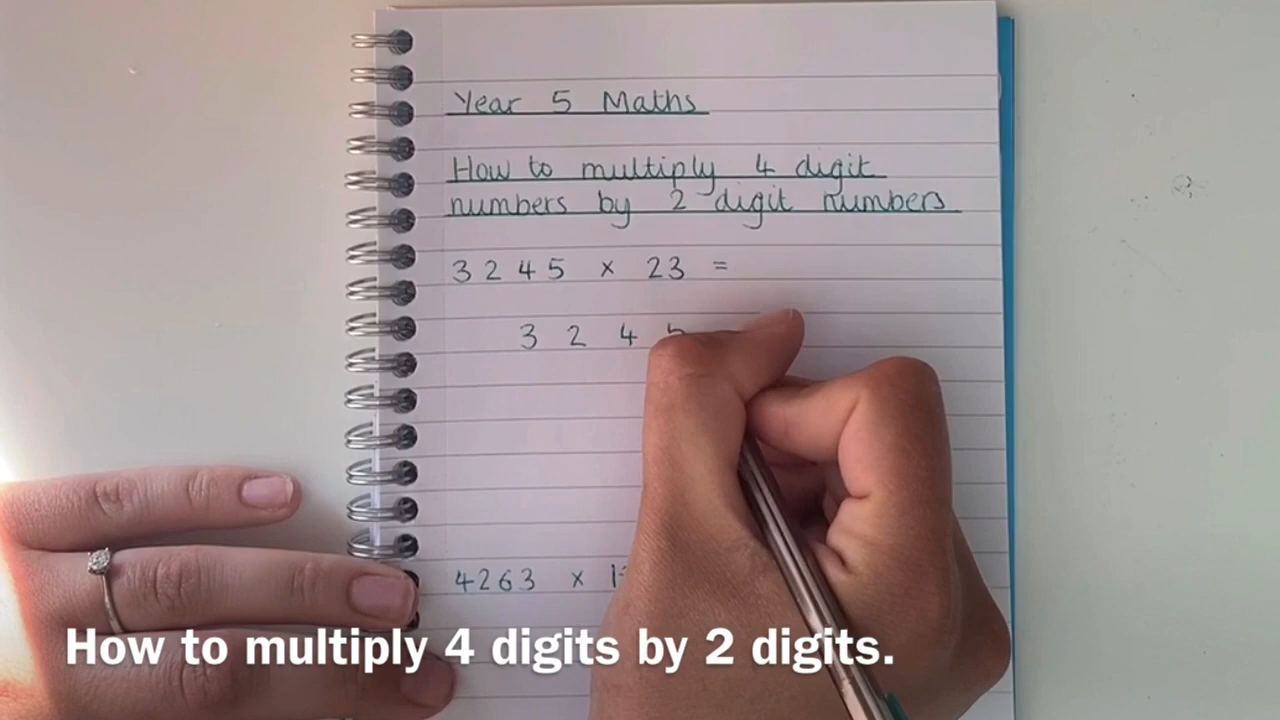 Year 5 Maths
How to multiply 4 digit
numbers by 2 digit numbers
3245 x 23 =
3 2 4 5
4263 x
How to multiply 4 digits by 2 digits.